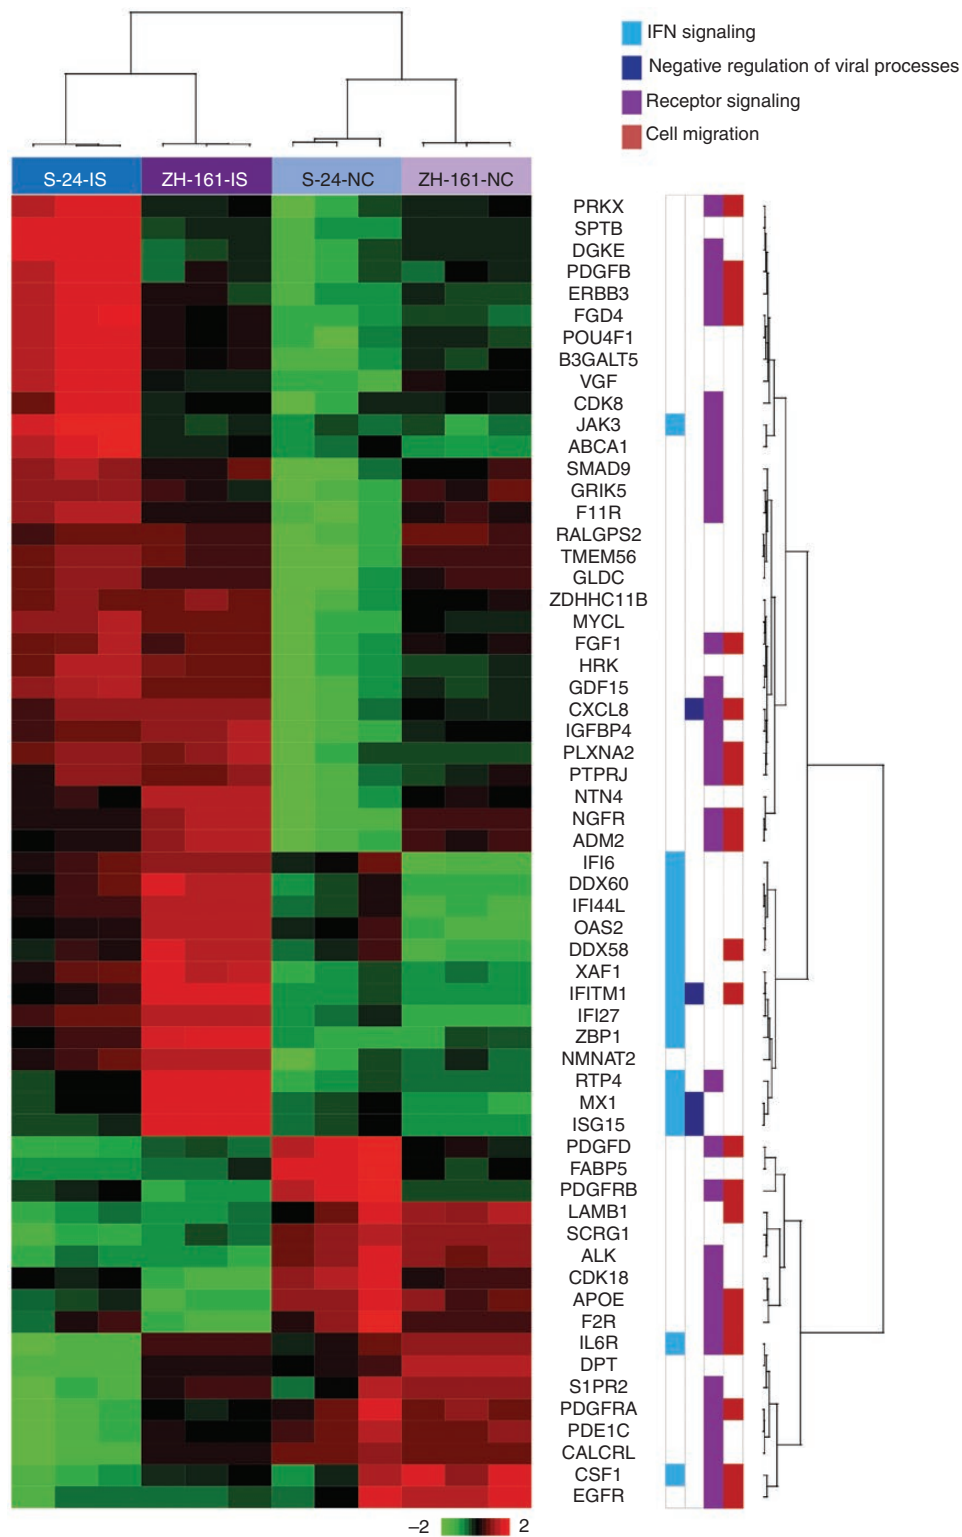 IFN signaling
Negative regulation of viral processes
Receptor signaling
Cell migration
S-24-IS ZH-161-IS S-24-NC ZH-161-NC
PRKX
SPTB
DGKE
PDGFB
ERBB3
FGD4
POU4F1
B3GALT5
VGF
CDK8
JAK3
ABCA1
SMAD9
GRIK5
F11R
RALGPS2
TMEM56
GLDC
ZDHHC11B
MYCL
FGF1
HRK
GDF15
CXCL8
IGFBP4
PLXNA2
PTPRJ
NTN4
NGFR
ADM2
IFI6
DDX60
IFI44L
OAS2
DDX58
XAF1
IFITM1
IFI27
ZBP1
NMNAT2
RTP4
MX1
ISG15
PDGFD
FABP5
PDGFRB
LAMB1
SCRG1
ALK
CDK18
APOE
F2R
IL6R
DPT
S1PR2
PDGFRA
PDE1C
CALCRL
CSF1
EGFR
–2 2